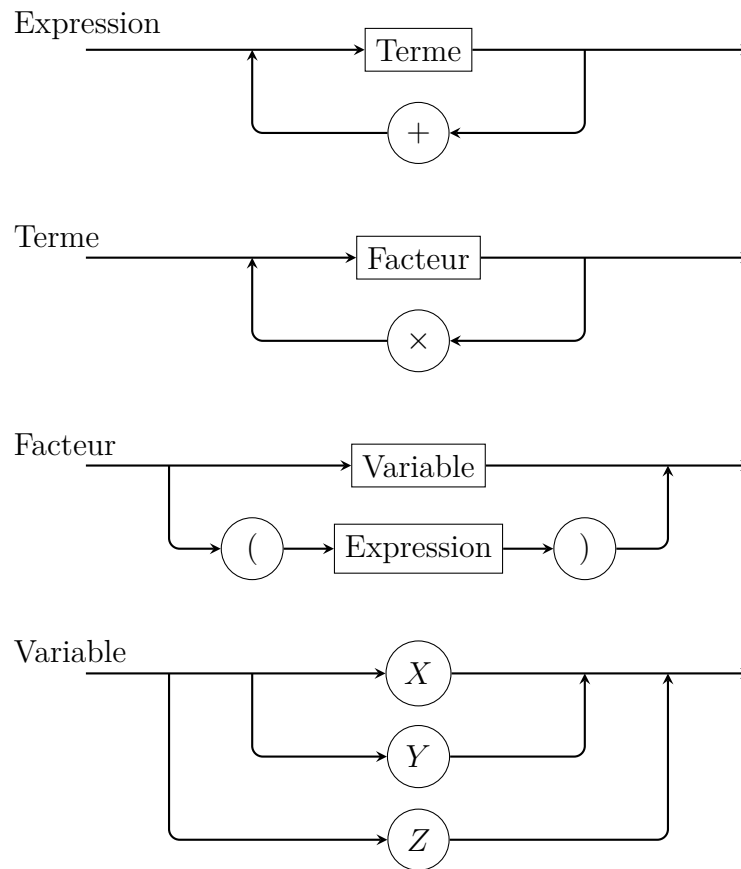 Expression
Terme
+
Terme
Facteur
×
Facteur
Variable
( Expression )
Variable
X
Y
Z